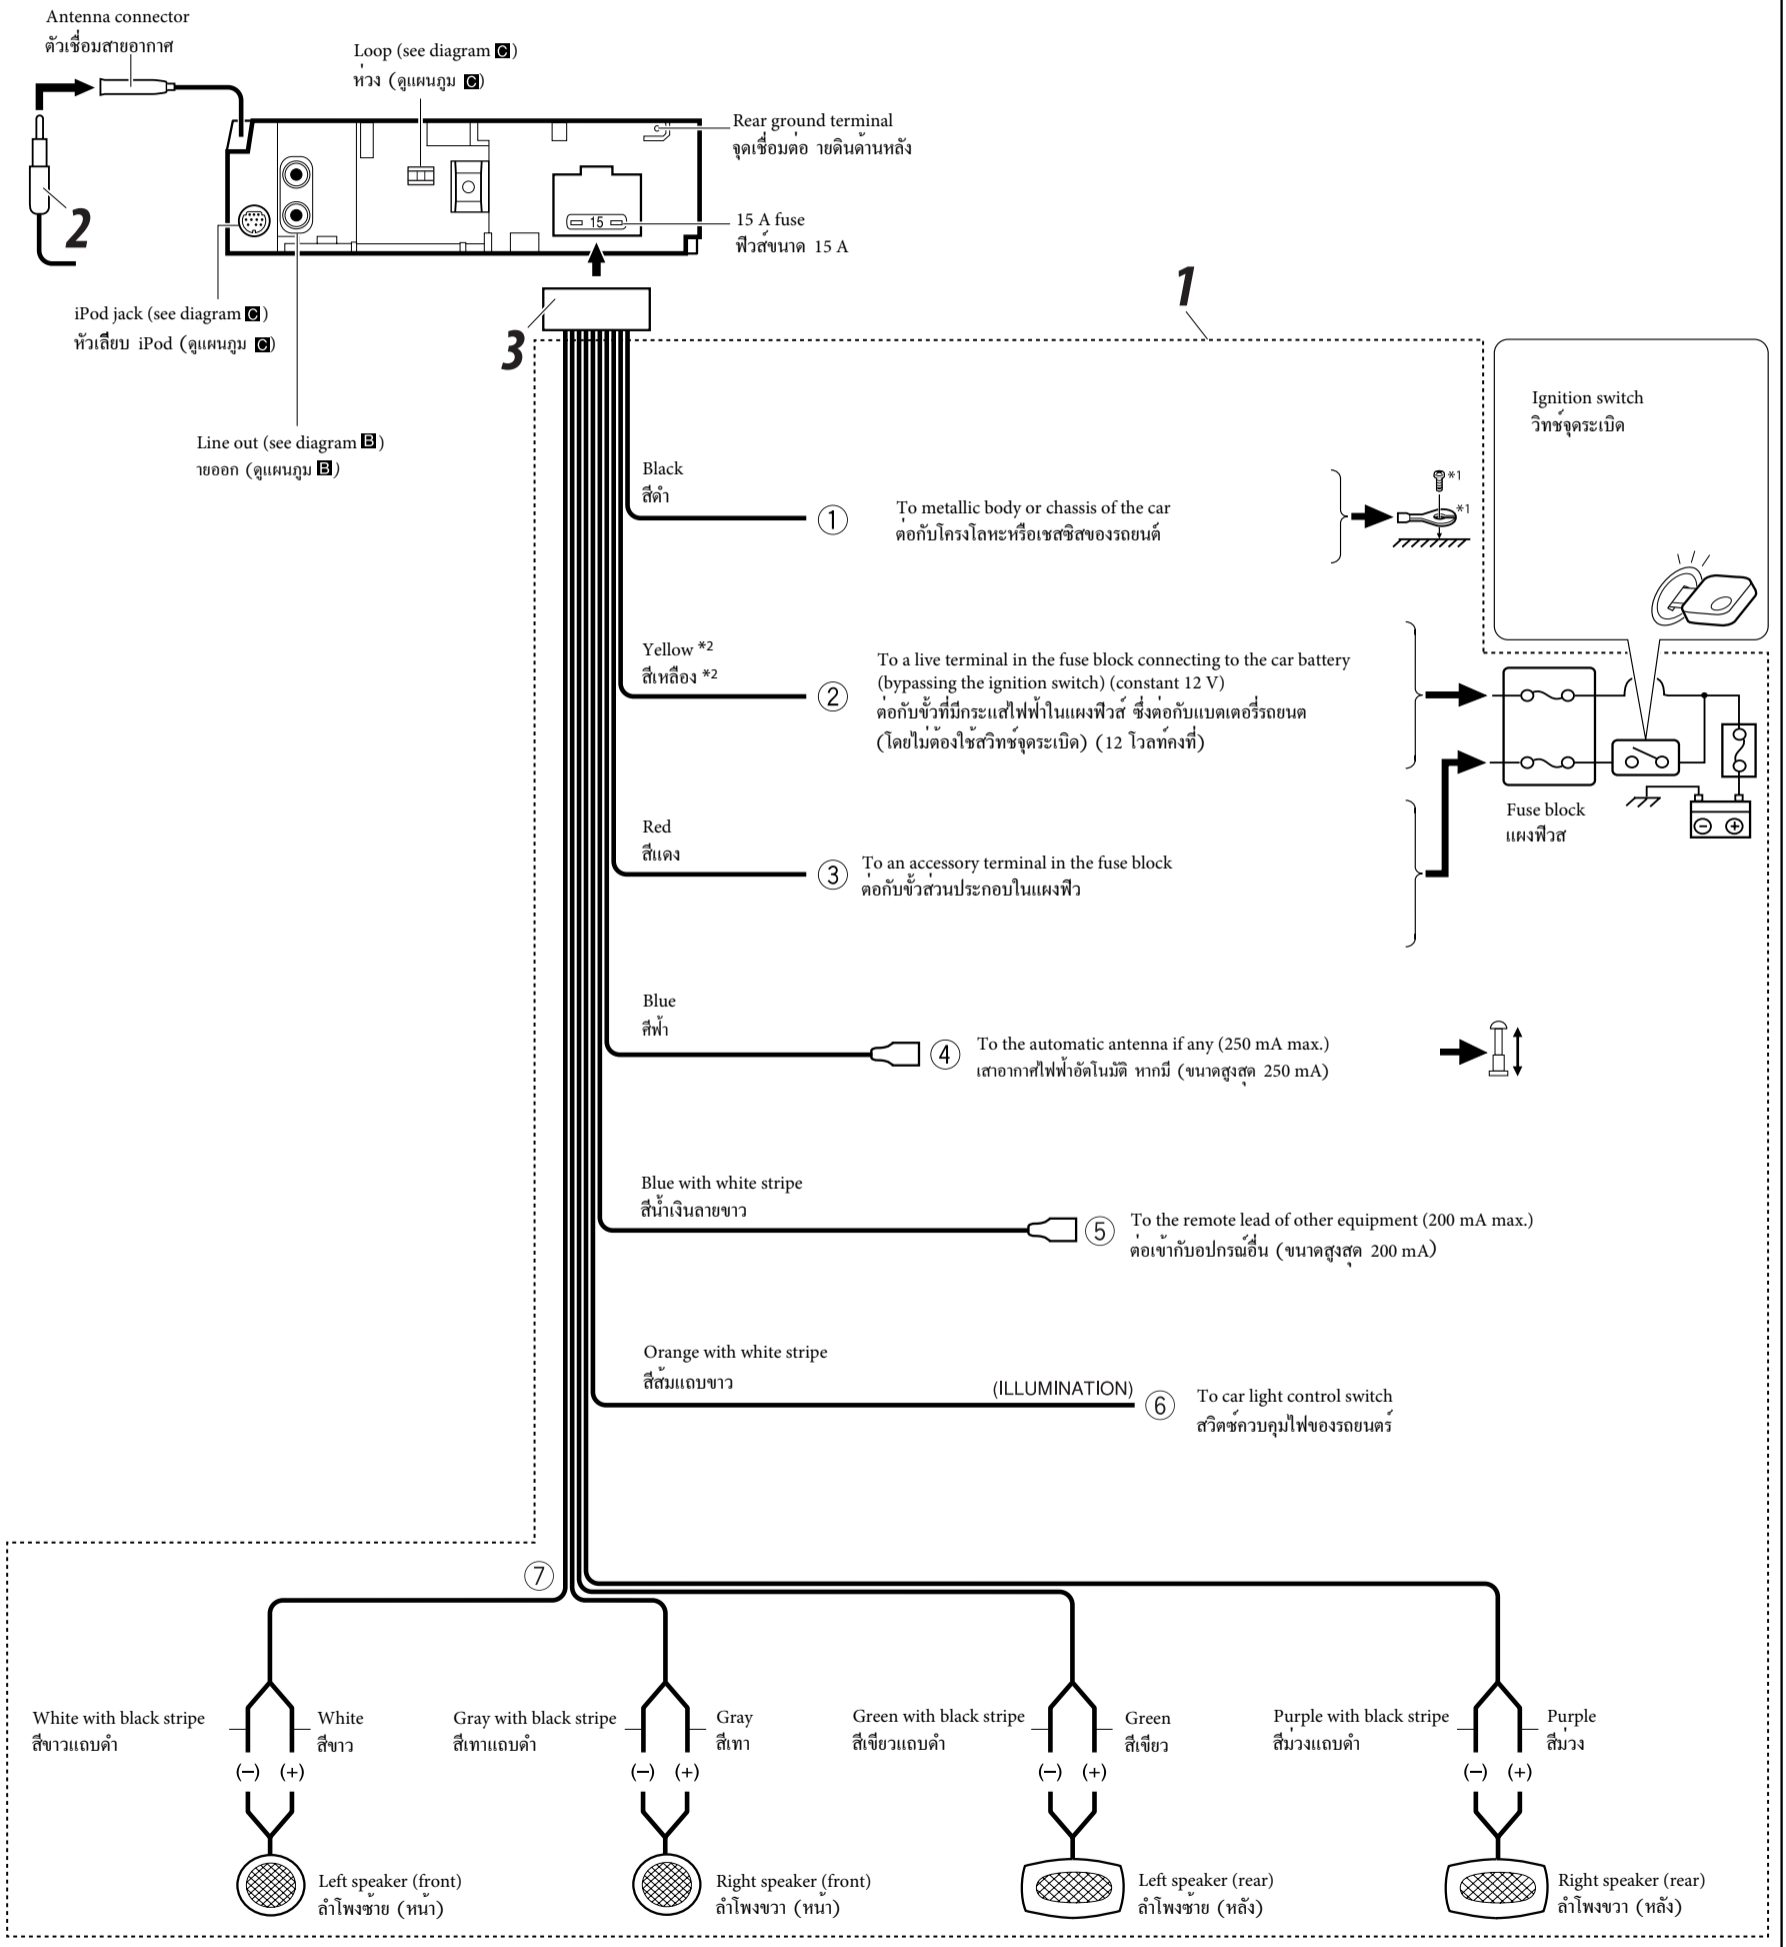 Antenna connector
ตัวเชื่อมสายอากาศ
Loop (see diagram C)
ห่วง (ดูแผนภูม C)
Rear ground terminal
จุดเชื่อมต่อ ายดินด้านหลัง
2
15
15 A fuse
ฟิวส์ขนาด 15 A
iPod jack (see diagram C)
หัวเสียบ iPod (ดูแผนภูม C)
3
1
Line out (see diagram B)
ายออก (ดูแผนภูม B)
Ignition switch
วิทช์จุดระเบิด
Black
สีดำ
①
To metallic body or chassis of the car
ต่อกับโครงโลหะหรือเชสซิสของรถยนต์
*1
*1
Yellow *2
สีเหลือง *2
②
To a live terminal in the fuse block connecting to the car battery
(bypassing the ignition switch) (constant 12 V)
ต่อกับขั้วที่มีกระแสไฟฟ้าในแผงฟิวส์ ซึ่งต่อกับแบตเตอรี่รถยนต
(โดยไม่ต้องใช้สวิทช์จุดระเบิด) (12 โวลท์คงที่)
Fuse block
แผงฟิวส
Red
สีแดง
③
To an accessory terminal in the fuse block
ต่อกับขั้วส่วนประกอบในแผงฟิว
Blue
สีฟ้า
④
To the automatic antenna if any (250 mA max.)
เสาอากาศไฟฟ้าอัตโนมัติ หากมี (ขนาดสูงสุด 250 mA)
Blue with white stripe
สีน้ำเงินลายขาว
⑤
To the remote lead of other equipment (200 mA max.)
ต่อเข้ากับอปกรณ์อื่น (ขนาดสูงสุด 200 mA)
Orange with white stripe
สีส้มแถบขาว
(ILLUMINATION)
⑥
To car light control switch
สวิตซ์ควบคุมไฟของรถยนตร์
⑦
White with black stripe
สีขาวแถบดำ
White
สีขาว
Gray with black stripe
สีเทาแถบดำ
Gray
สีเทา
Green with black stripe
สีเขียวแถบดำ
Green
สีเขียว
Purple with black stripe
สีม่วงแถบดำ
Purple
สีม่วง
(−) (+)
(−) (+)
(−) (+)
(−) (+)
Left speaker (front)
ลำโพงซ้าย (หน้า)
Right speaker (front)
ลำโพงขวา (หน้า)
Left speaker (rear)
ลำโพงซ้าย (หลัง)
Right speaker (rear)
ลำโพงขวา (หลัง)